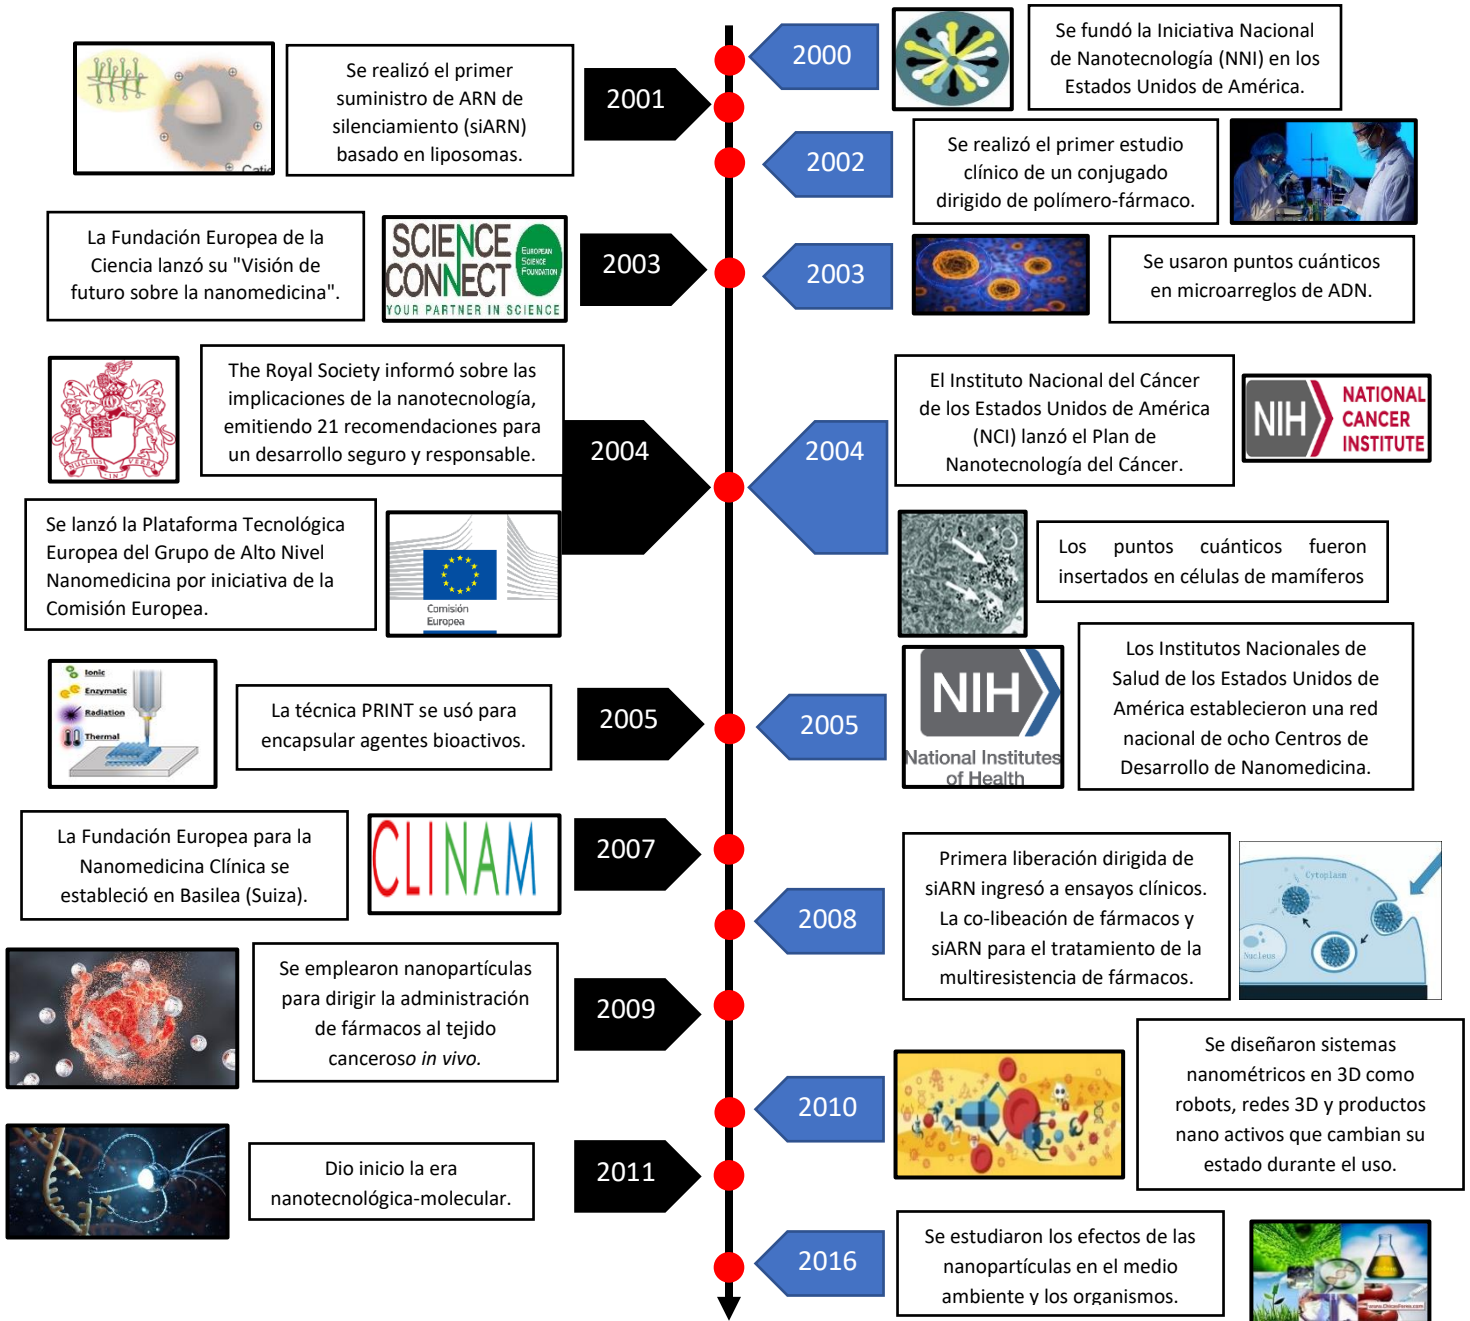 2000
Se fundó la Iniciativa Nacional
de Nanotecnología (NNI) en los
Estados Unidos de América.
Se realizó el primer
suministro de ARN de
silenciamiento (siARN)
basado en liposomas.
2001
2002
Se realizó el primer estudio
clínico de un conjugado
dirigido de polímero-fármaco.
La Fundación Europea de la
Ciencia lanzó su "Visión de
futuro sobre la nanomedicina".
SCIENCE
CONNECT
EUROPEAN
SCIENCE
FOUNDATION
YOUR PARTNER IN SCIENCE
2003
2003
Se usaron puntos cuánticos
en microarreglos de ADN.
NULLIUS IN VERBA
The Royal Society informó sobre las
implicaciones de la nanotecnología,
emitiendo 21 recomendaciones para
un desarrollo seguro y responsable.
2004
2004
El Instituto Nacional del Cáncer
de los Estados Unidos de América
(NCI) lanzó el Plan de
Nanotecnología del Cáncer.
NIH
NATIONAL
CANCER
INSTITUTE
Se lanzó la Plataforma Tecnológica
Europea del Grupo de Alto Nivel
Nanomedicina por iniciativa de la
Comisión Europea.
Comisión
Europea
Los puntos cuánticos fueron
insertados en células de mamíferos
Ionic
Enzymatic
Radiation
Thermal
La técnica PRINT se usó para
encapsular agentes bioactivos.
2005
2005
NIH
National Institutes
of Health
Los Institutos Nacionales de
Salud de los Estados Unidos de
América establecieron una red
nacional de ocho Centros de
Desarrollo de Nanomedicina.
La Fundación Europea para la
Nanomedicina Clínica se
estableció en Basilea (Suiza).
CLINAM
2007
2008
Primera liberación dirigida de
siARN ingresó a ensayos clínicos.
La co-libeación de fármacos y
siARN para el tratamiento de la
multiresistencia de fármacos.
Cytoplasm
Nucleus
Se emplearon nanopartículas
para dirigir la administración
de fármacos al tejido
canceroso in vivo.
2009
2010
Se diseñaron sistemas
nanométricos en 3D como
robots, redes 3D y productos
nano activos que cambian su
estado durante el uso.
Dio inicio la era
nanotecnológica-molecular.
2011
2016
Se estudiaron los efectos de las
nanopartículas en el medio
ambiente y los organismos.